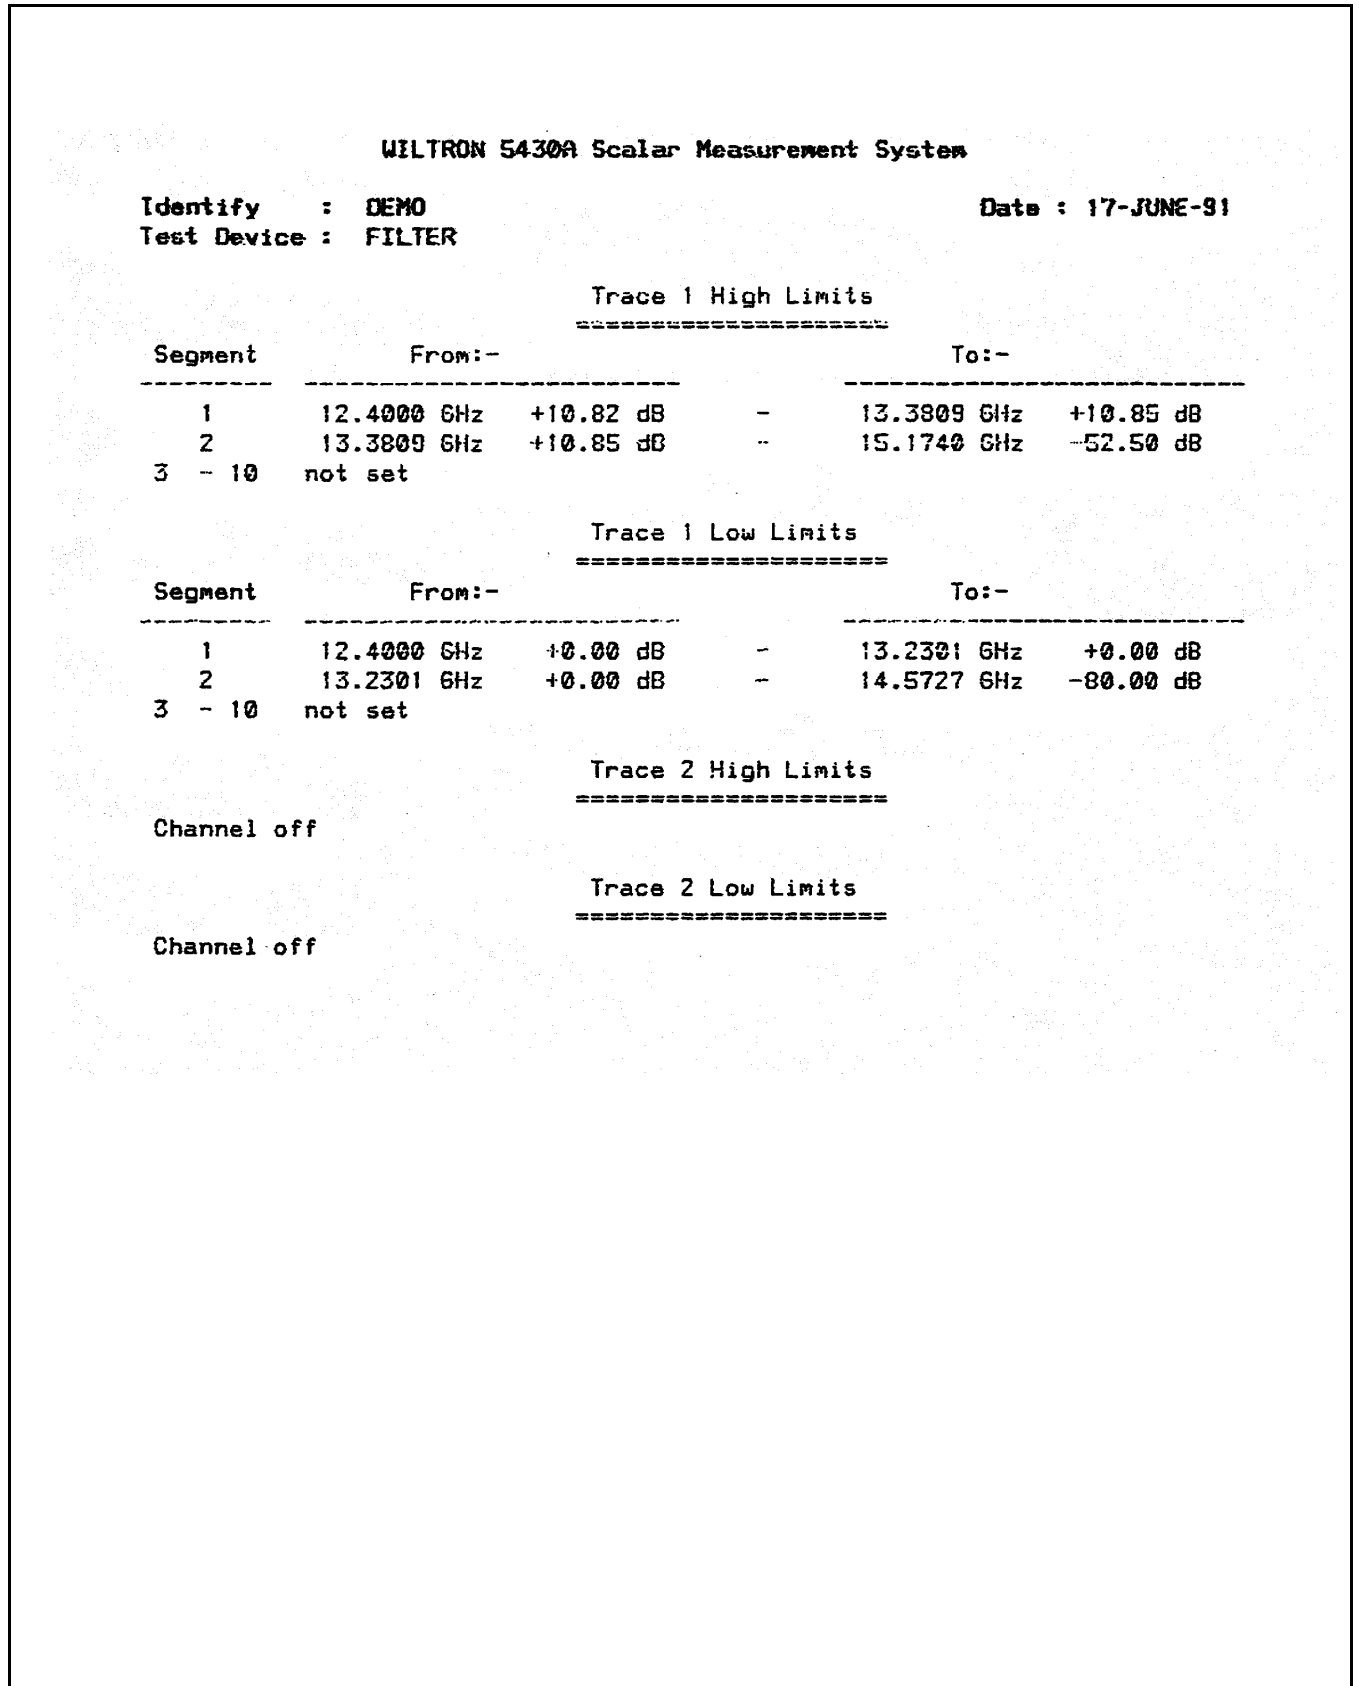 WILTRON 5430A Scalar Measurement System
Identify : DEMO Date : 17-JUNE-91
Test Device : FILTER
Trace 1 High Limits
=====================
Segment From:- To:-
--------- ------------------------- ---------------------------
1 12.4000 GHz +10.82 dB - 13.3809 GHz +10.85 dB
2 13.3809 GHz +10.85 dB - 15.1740 GHz -52.50 dB
3 - 10 not set
Trace 1 Low Limits
=====================
Segment From:- To:-
--------- ------------------------- ---------------------------
1 12.4000 GHz +0.00 dB - 13.2301 GHz +0.00 dB
2 13.2301 GHz +0.00 dB - 14.5727 GHz -80.00 dB
3 - 10 not set
Trace 2 High Limits
=====================
Channel off
Trace 2 Low Limits
=====================
Channel off